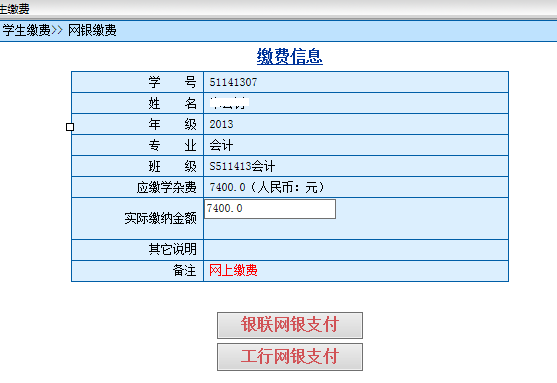 生缴费
学生缴费>> 网银缴费
缴费信息
学 号 51141307
姓 名
年 级 2013
专 业 会计
班 级 S511413会计
应缴学杂费 7400.0（人民币：元）
实际缴纳金额 7400.0
其它说明
备注 网上缴费
银联网银支付
工行网银支付